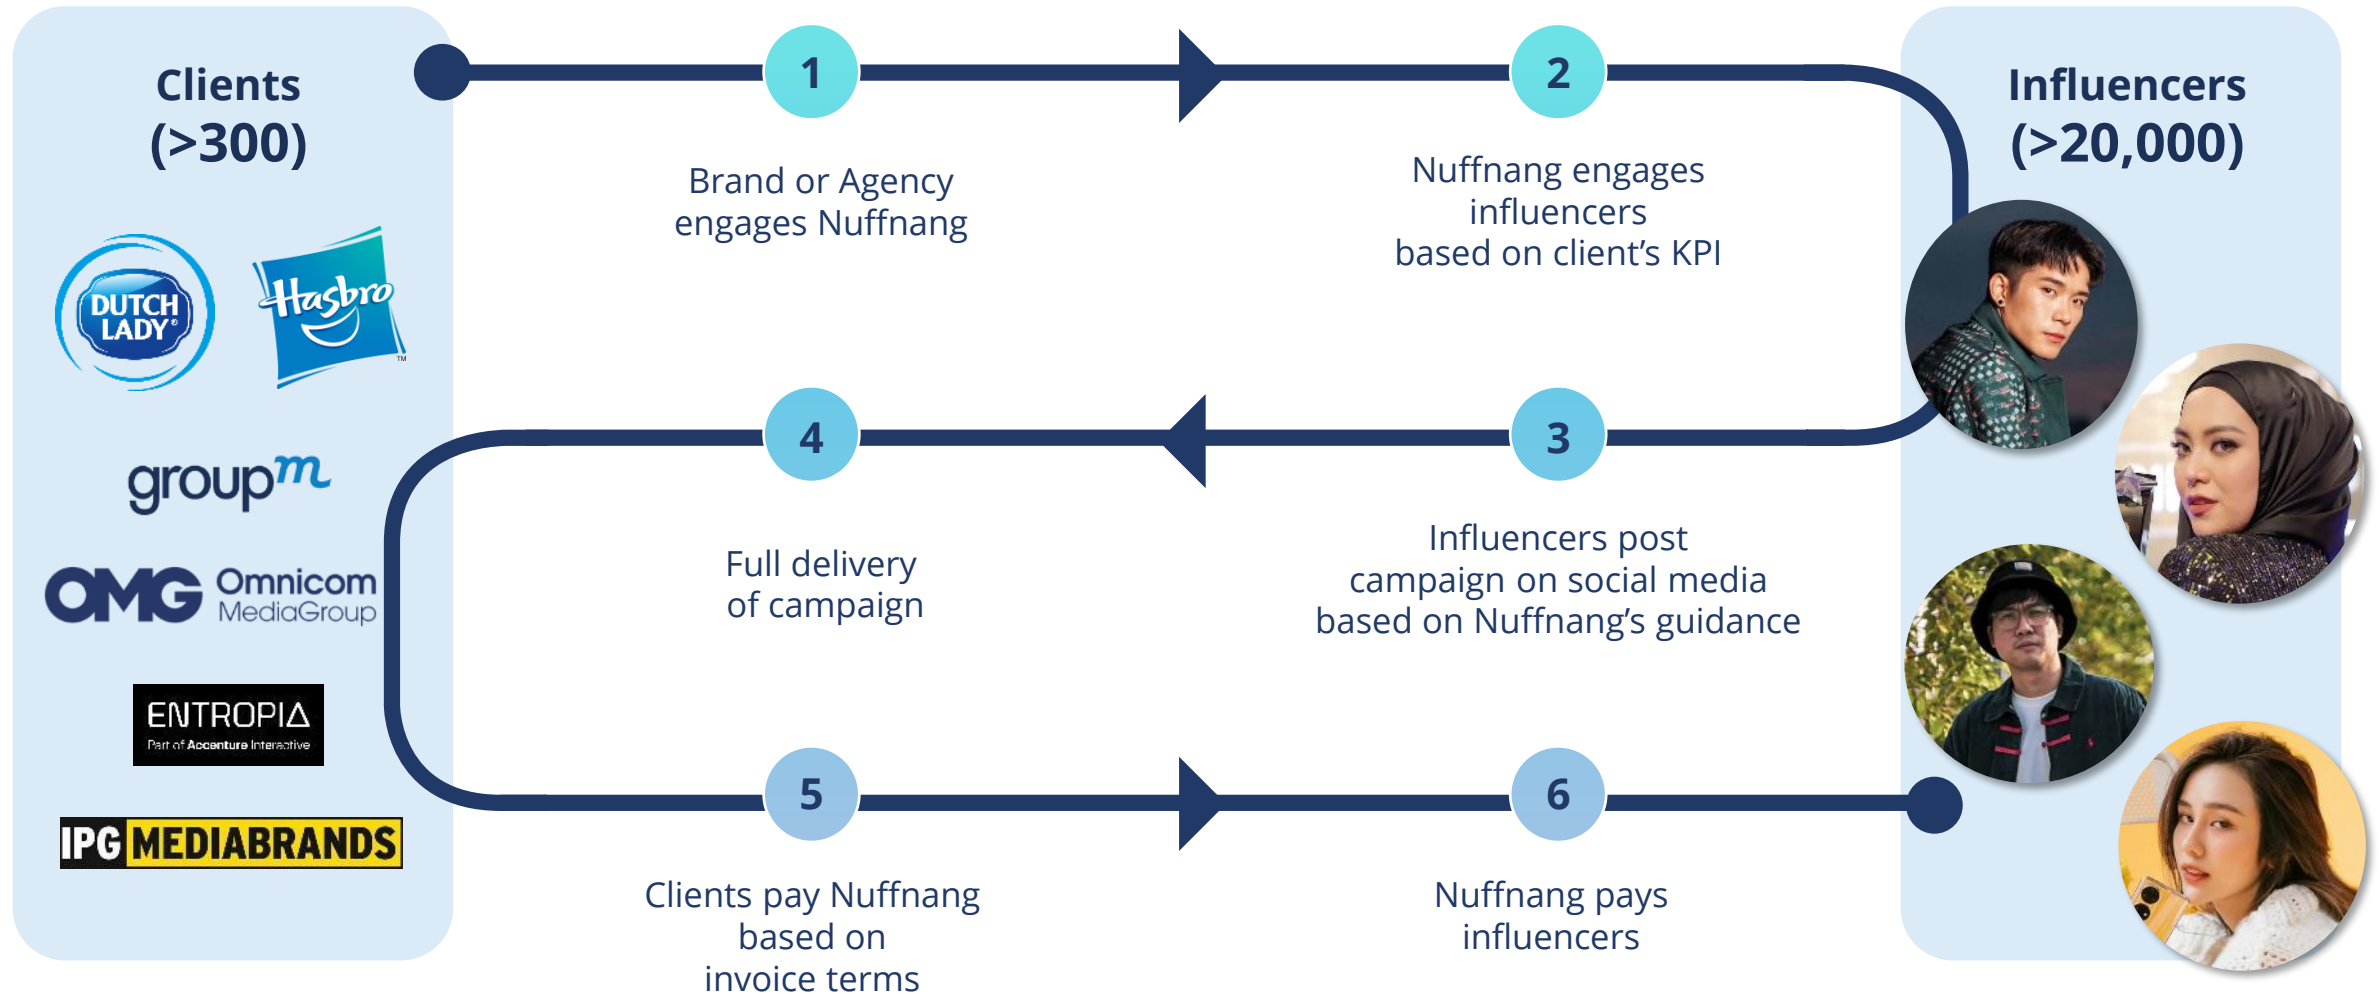 Clients
(>300)
DUTCH
LADY®
Hasbro
TM
groupm
OMG Omnicom
MediaGroup
ENTROPIA
Part of Accenture Interactive
IPG MEDIABRANDS
1
Brand or Agency
engages Nuffnang
2
Nuffnang engages
influencers
based on client’s KPI
3
Influencers post
campaign on social media
based on Nuffnang’s guidance
4
Full delivery
of campaign
5
Clients pay Nuffnang
based on
invoice terms
6
Nuffnang pays
influencers
Influencers
(>20,000)